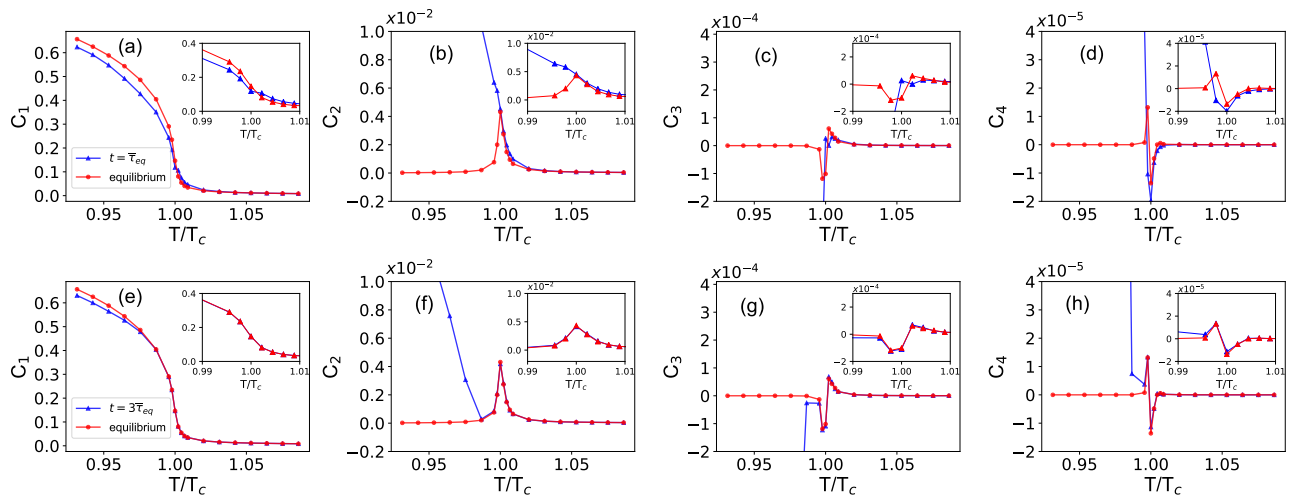 (a)
C1
0.6
0.5
0.4
0.3
0.2
0.1
0.0
0.95
1.00
1.05
T/Tc
t = τ̅eq
equilibrium
0.4
0.2
0.0
0.99
1.00
1.01
T/Tc
(b)
x10⁻²
C2
1.0
0.8
0.6
0.4
0.2
0.0
−0.2
0.95
1.00
1.05
T/Tc
x10⁻²
1.0
0.5
0.0
0.99
1.00
1.01
T/Tc
(c)
x10⁻⁴
C3
4
3
2
1
0
−1
−2
0.95
1.00
1.05
T/Tc
x10⁻⁴
2
0
−2
0.99
1.00
1.01
T/Tc
(d)
x10⁻⁵
C4
4
3
2
1
0
−1
−2
0.95
1.00
1.05
T/Tc
x10⁻⁵
4
2
0
−2
0.99
1.00
1.01
T/Tc
(e)
C1
0.6
0.5
0.4
0.3
0.2
0.1
0.0
0.95
1.00
1.05
T/Tc
t = 3τ̅eq
equilibrium
0.4
0.2
0.0
0.99
1.00
1.01
T/Tc
(f)
x10⁻²
C2
1.0
0.8
0.6
0.4
0.2
0.0
−0.2
0.95
1.00
1.05
T/Tc
x10⁻²
1.0
0.5
0.0
0.99
1.00
1.01
T/Tc
(g)
x10⁻⁴
C3
4
3
2
1
0
−1
−2
0.95
1.00
1.05
T/Tc
x10⁻⁴
2
0
−2
0.99
1.00
1.01
T/Tc
(h)
x10⁻⁵
C4
4
3
2
1
0
−1
−2
0.95
1.00
1.05
T/Tc
x10⁻⁵
4
2
0
−2
0.99
1.00
1.01
T/Tc